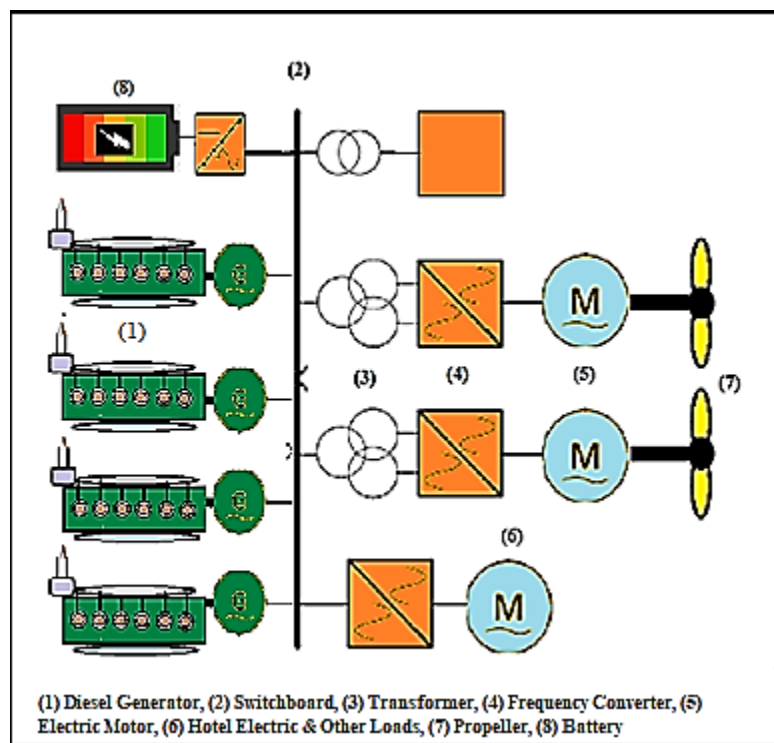 (2)
(8)
G
M
(1)
G
(3)
(4)
(5)
(7)
M
G
(6)
G
M
(1) Diesel Generator, (2) Switchboard, (3) Transformer, (4) Frequency Converter, (5)
Electric Motor, (6) Hotel Electric & Other Loads, (7) Propeller, (8) Battery